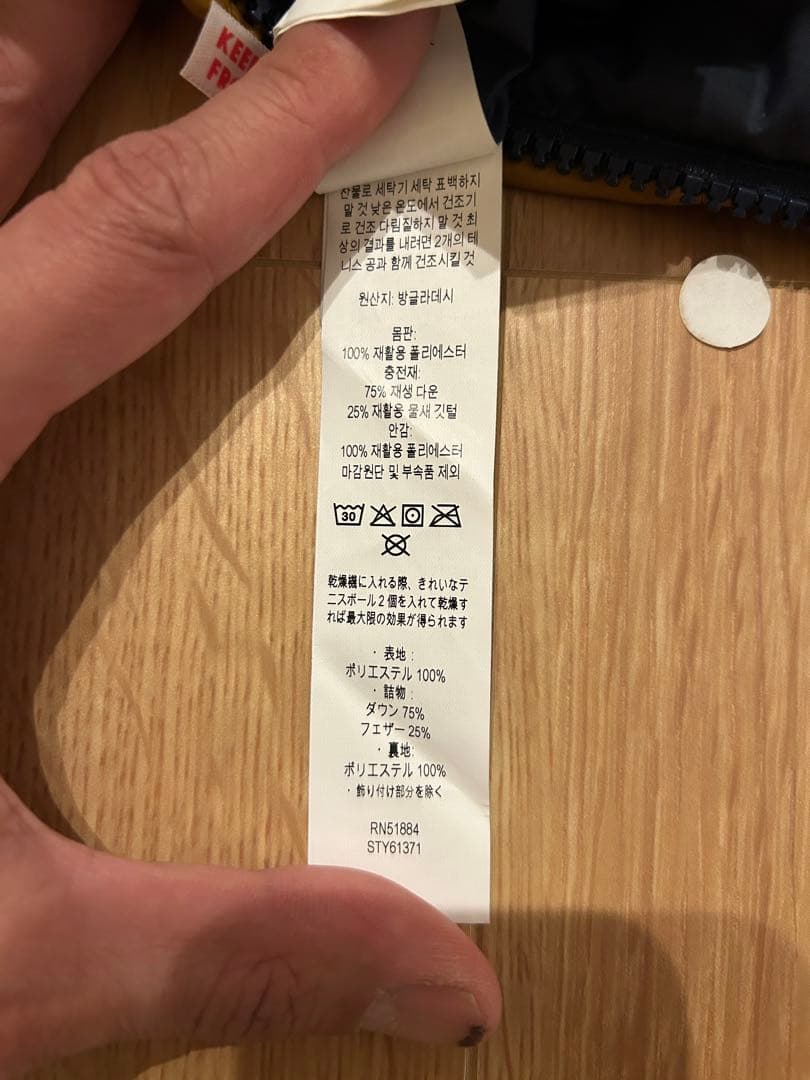 KEE
FR
찬물로 세탁기 세탁 표백하지
말 것 낮은 온도에서 건조기
로 건조 다림질하지 말 것 최
상의 결과를 내려면 2개의 테
니스 공과 함께 건조시킬 것
원산지: 방글라데시
몸판:
100% 재활용 폴리에스터
충전재:
75% 재생 다운
25% 재활용 물새 깃털
안감:
100% 재활용 폴리에스터
마감원단 및 부속품 제외
30
乾燥機に入れる際、きれいなテ
ニスボール2個を入れて乾燥す
れば最大限の効果が得られます
・表地:
ポリエステル 100%
・詰物:
ダウン 75%
フェザー 25%
・裏地:
ポリエステル 100%
・飾り付け部分を除く
RN51884
STY61371